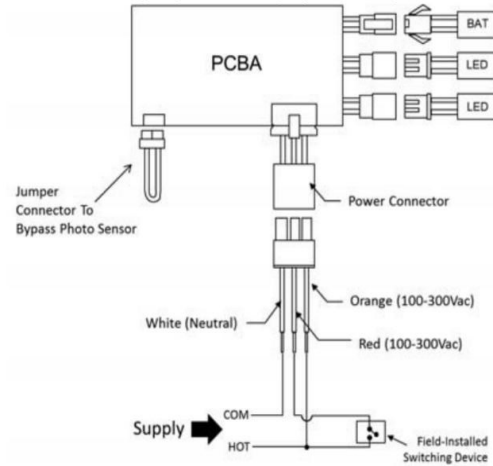 BAT
PCBA
LED
LED
Jumper
Connector To
Bypass Photo Sensor
Power Connector
Orange (100-300Vac)
White (Neutral)
Red (100-300Vac)
COM
Supply
HOT
Field-Installed
Switching Device